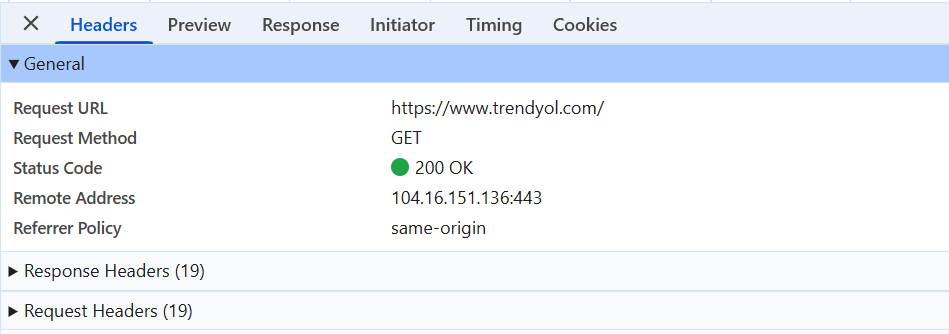 Headers Preview Response Initiator Timing Cookies
General
Request URL https://www.trendyol.com/
Request Method GET
Status Code 200 OK
Remote Address 104.16.151.136:443
Referrer Policy same-origin
Response Headers (19)
Request Headers (19)